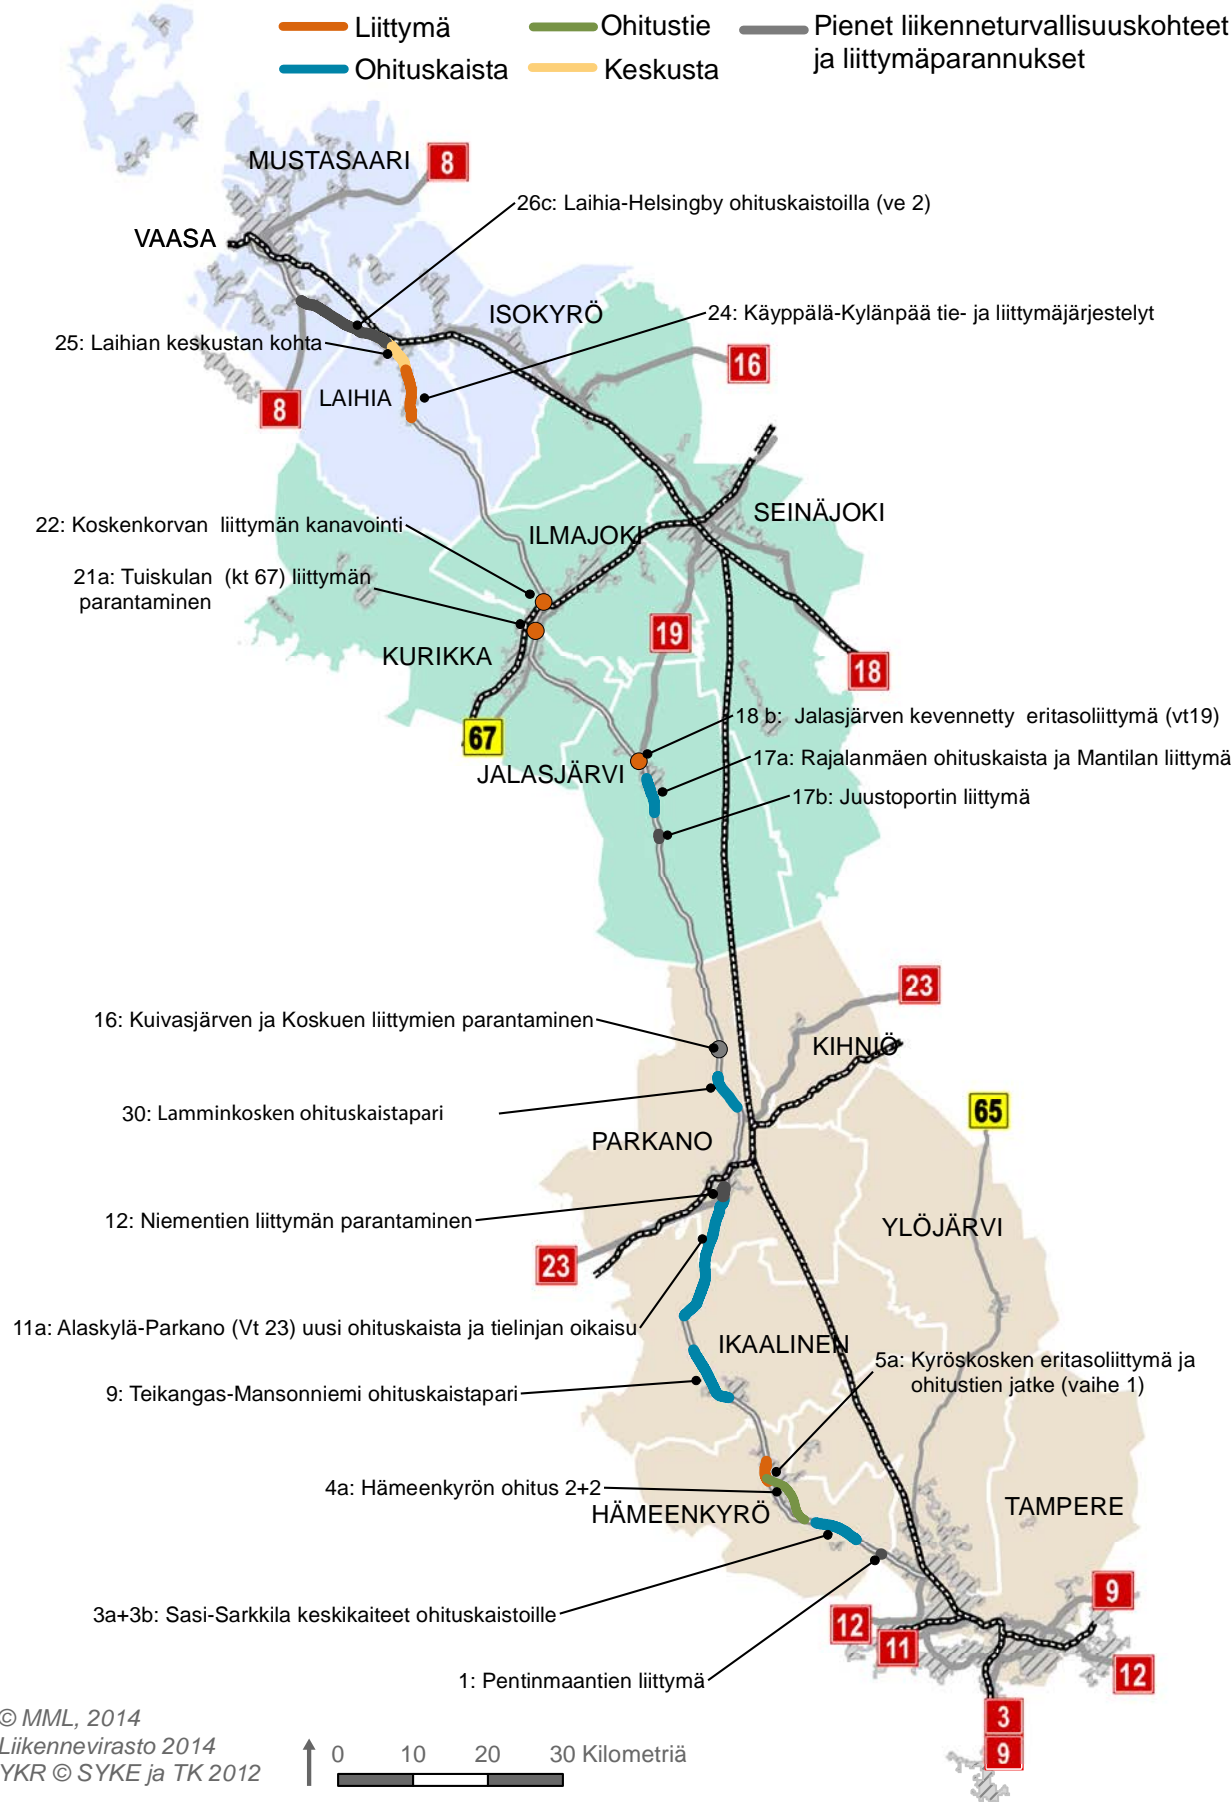 Liittymä
Ohitustie
Pienet liikenneturvallisuuskohteet
ja liittymäparannukset
Ohituskaista
Keskusta
MUSTASAARI
8
26c: Laihia-Helsingby ohituskaistoilla (ve 2)
VAASA
ISOKYRÖ
24: Käyppälä-Kylänpää tie- ja liittymäjärjestelyt
25: Laihian keskustan kohta
16
LAIHIA
8
SEINÄJOKI
22: Koskenkorvan liittymän kanavointi
ILMAJOKI
21a: Tuiskulan (kt 67) liittymän
parantaminen
19
KURIKKA
18
67
18 b: Jalasjärven kevennetty eritasoliittymä (vt19)
17a: Rajalanmäen ohituskaista ja Mantilan liittymä
JALASJÄRVI
17b: Juustoportin liittymä
23
16: Kuivasjärven ja Koskuen liittymien parantaminen
KIHNIÖ
30: Lamminkosken ohituskaistapari
65
PARKANO
12: Niementien liittymän parantaminen
YLÖJÄRVI
23
11a: Alaskylä-Parkano (Vt 23) uusi ohituskaista ja tielinjan oikaisu
IKAALINEN
5a: Kyröskosken eritasoliittymä ja
ohitustien jatke (vaihe 1)
9: Teikangas-Mansonniemi ohituskaistapari
4a: Hämeenkyrön ohitus 2+2
HÄMEENKYRÖ
TAMPERE
9
3a+3b: Sasi-Sarkkila keskikaiteet ohituskaistoille
12
11
12
1: Pentinmaantien liittymä
3
9
© MML, 2014
Liikennevirasto 2014
YKR © SYKE ja TK 2012
0 10 20 30 Kilometriä